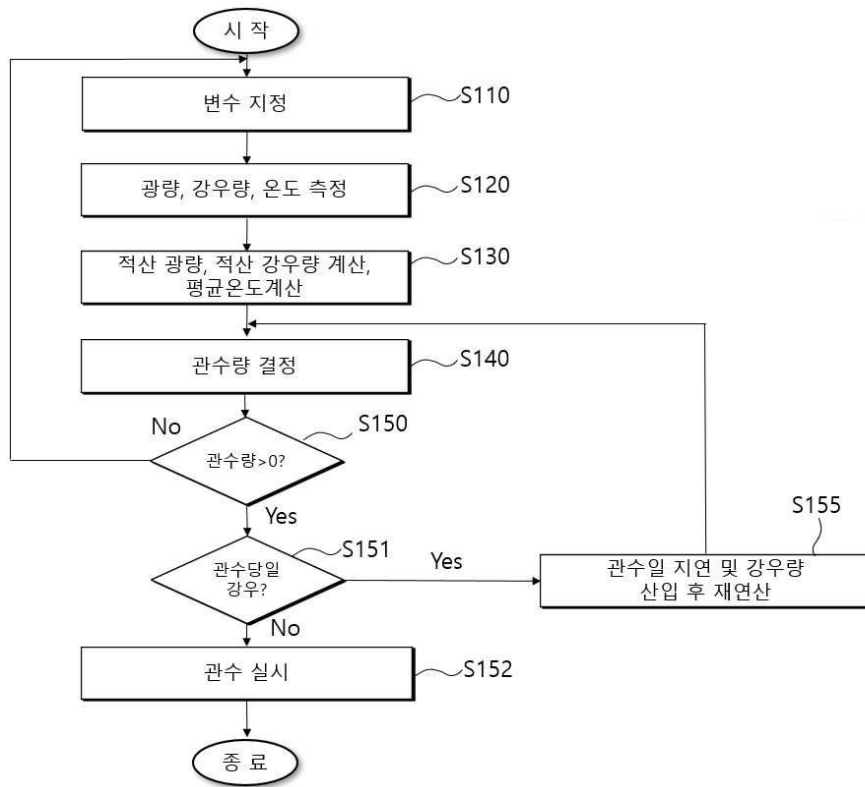 시 작
변수 지정
S110
광량, 강우량, 온도 측정
S120
적산 광량, 적산 강우량 계산,
평균온도계산
S130
관수량 결정
S140
No
S150
관수량>0?
Yes
S151
관수당일
강우?
Yes
S155
관수일 지연 및 강우량
산입 후 재연산
No
관수 실시
S152
종 료